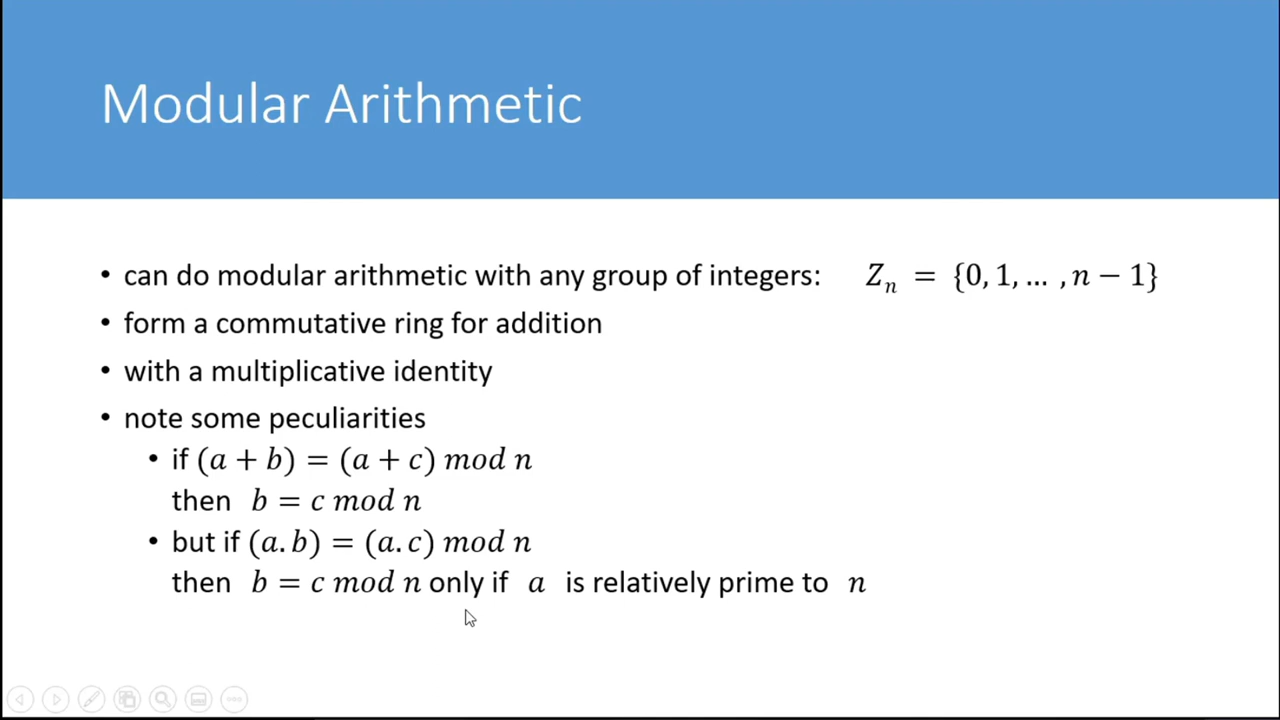 Modular Arithmetic
• can do modular arithmetic with any group of integers: Zₙ = {0, 1, … , n − 1}
• form a commutative ring for addition
• with a multiplicative identity
• note some peculiarities
• if (a + b) = (a + c) mod n
then b = c mod n
• but if (a. b) = (a. c) mod n
then b = c mod n only if a is relatively prime to n